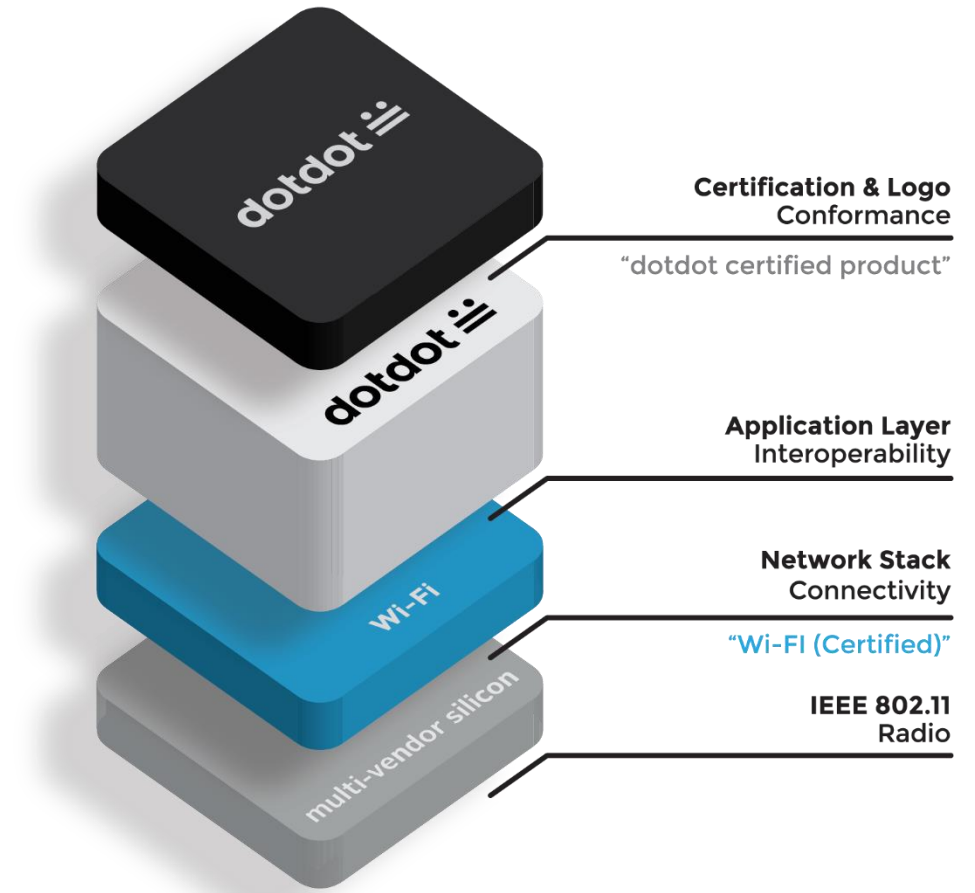 dotdot
Certification & Logo
Conformance
“dotdot certified product”
dotdot
Application Layer
Interoperability
Network Stack
Connectivity
Wi-Fi
“Wi-FI (Certified)”
IEEE 802.11
Radio
multi-vendor silicon